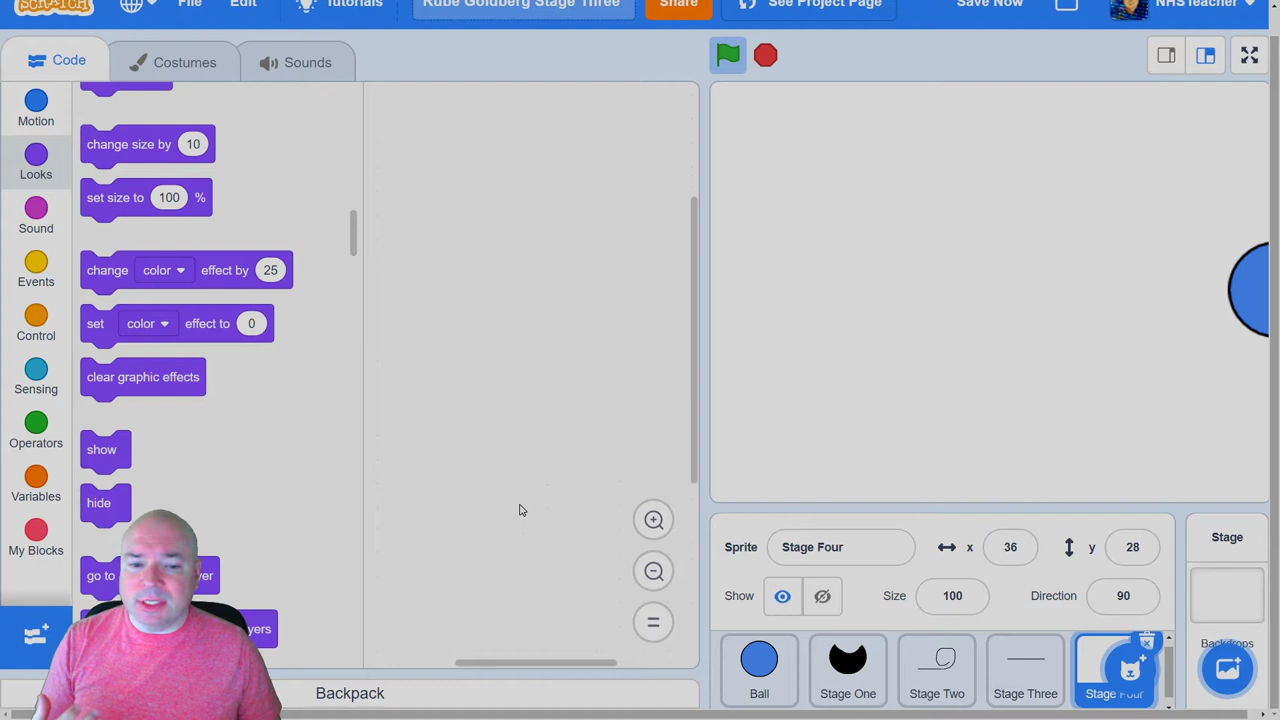 SCRATCH
File
Edit
Tutorials
Rube Goldberg Stage Three
Share
See Project Page
Save Now
NHSTeacher
Code
Costumes
Sounds
Motion
Looks
Sound
Events
Control
Sensing
Operators
Variables
My Blocks
change size by 10
set size to 100 %
change color effect by 25
set color effect to 0
clear graphic effects
show
hide
go to
Backpack
Sprite Stage Four
x 36
y 28
Show
Size 100
Direction 90
Ball
Stage One
Stage Two
Stage Three
Stage Four
Stage
Backdrops